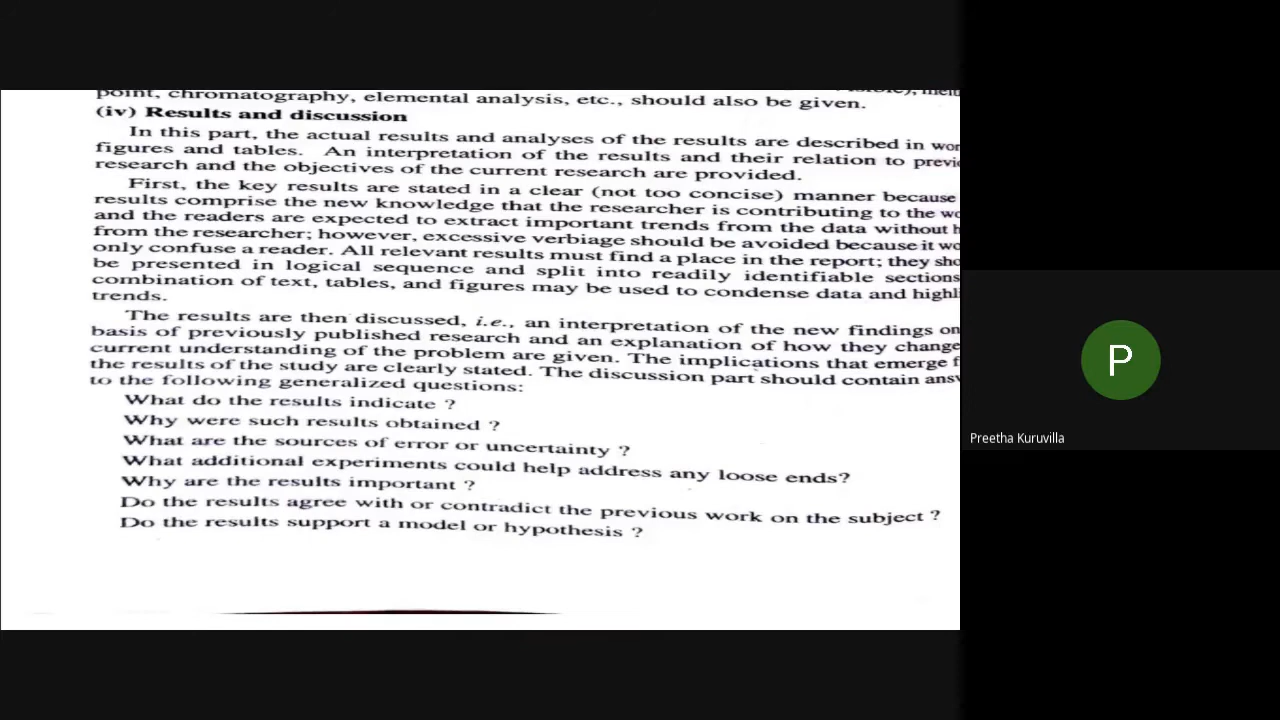 point, chromatography, elemental analysis, etc., should also be given.
(iv) Results and discussion
In this part, the actual results and analyses of the results are described in wor
figures and tables. An interpretation of the results and their relation to previ
research and the objectives of the current research are provided.
First, the key results are stated in a clear (not too concise) manner because
results comprise the new knowledge that the researcher is contributing to the wo
and the readers are expected to extract important trends from the data without h
from the researcher; however, excessive verbiage should be avoided because it wo
only confuse a reader. All relevant results must find a place in the report; they sho
be presented in logical sequence and split into readily identifiable sections
combination of text, tables, and figures may be used to condense data and highli
trends.
The results are then discussed, i.e., an interpretation of the new findings on
basis of previously published research and an explanation of how they change
current understanding of the problem are given. The implications that emerge f
the results of the study are clearly stated. The discussion part should contain answ
to the following generalized questions:
What do the results indicate ?
Why were such results obtained ?
What are the sources of error or uncertainty ?
What additional experiments could help address any loose ends?
Why are the results important ?
Do the results agree with or contradict the previous work on the subject ?
Do the results support a model or hypothesis ?
P
Preetha Kuruvilla